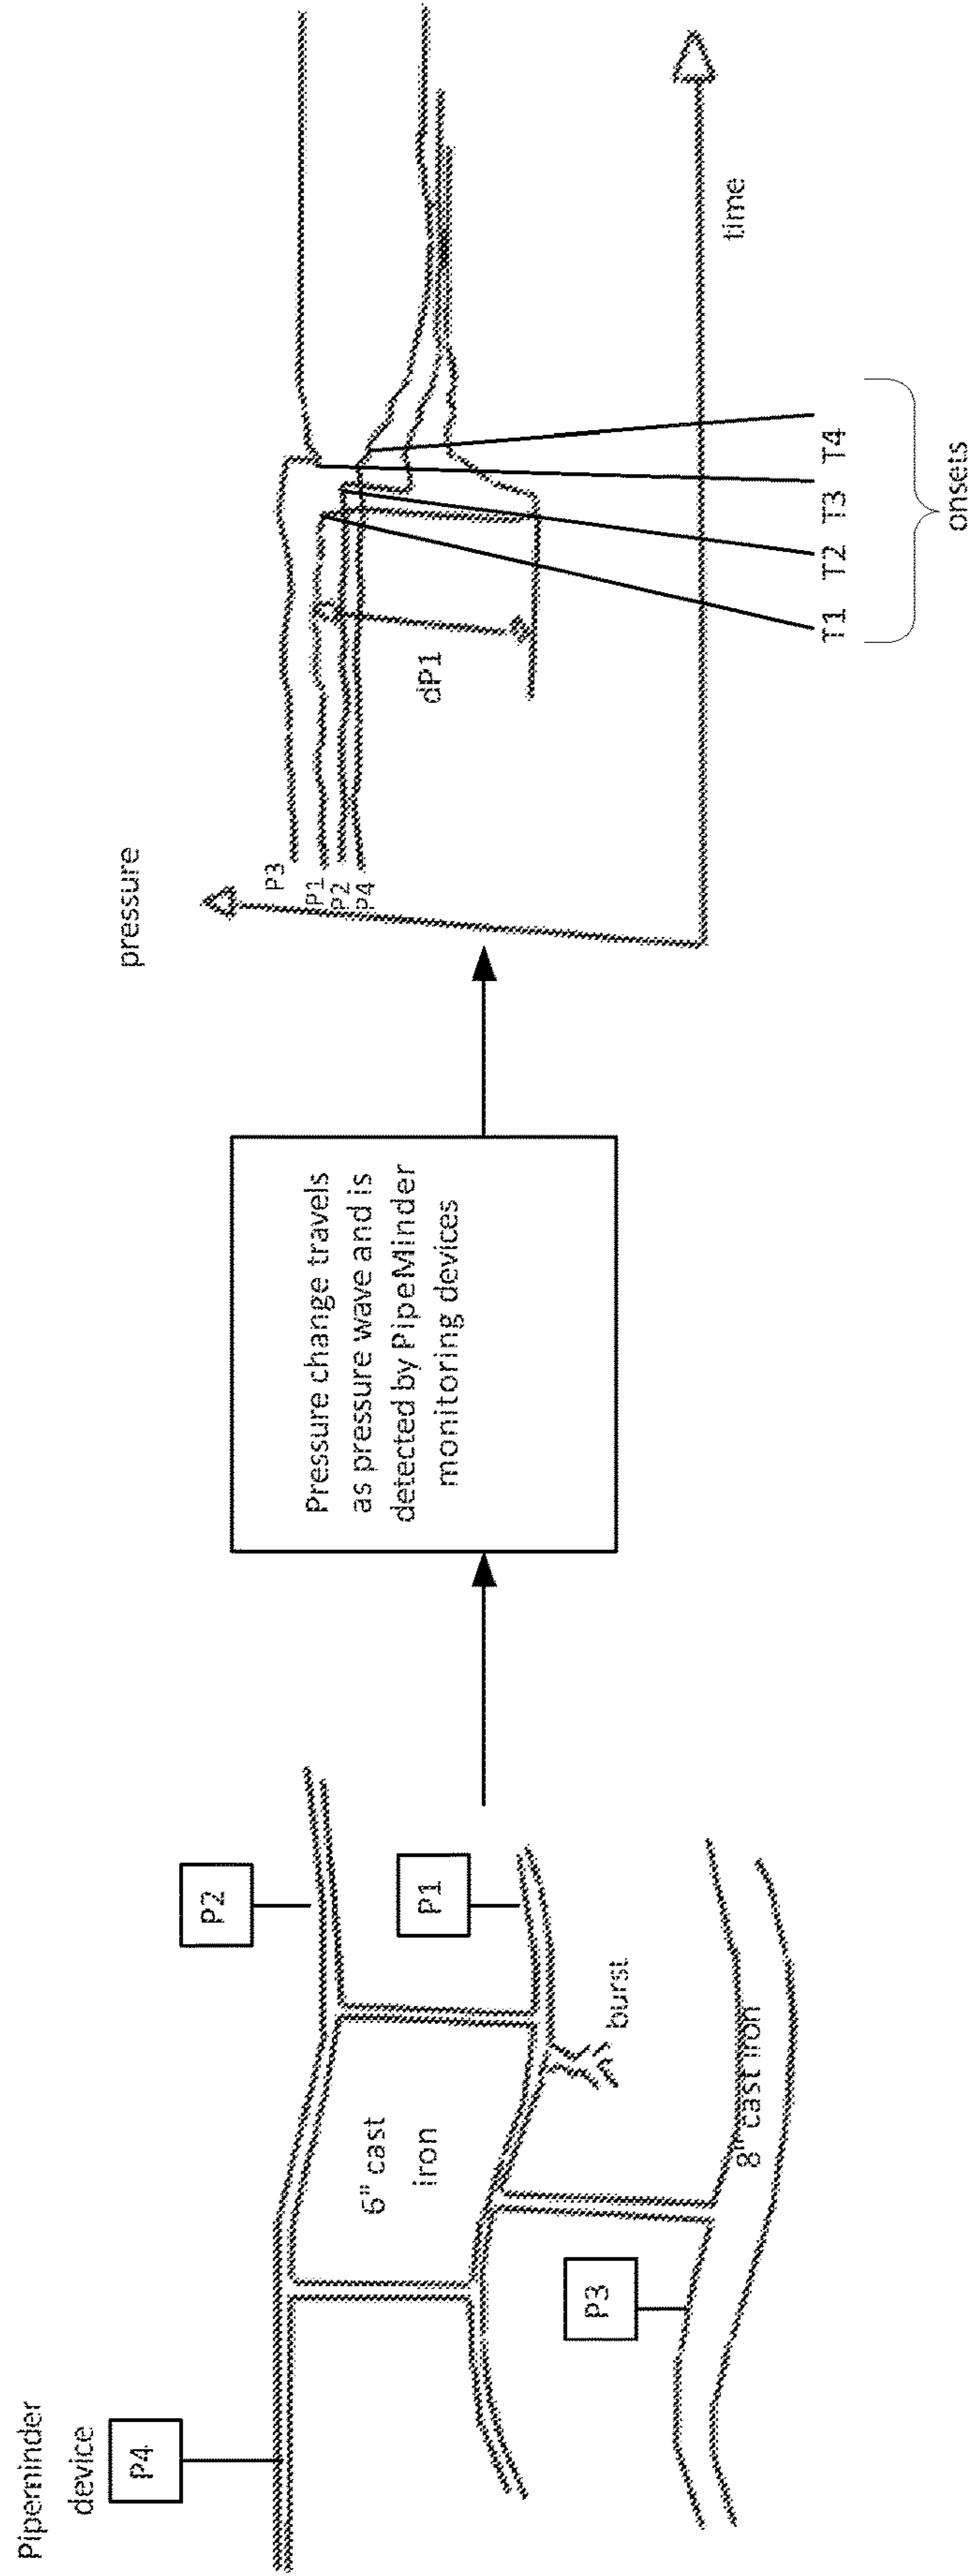 Pipeminder
device
P4
P2
P1
P3
6" cast
iron
burst
8" cast iron
Pressure change travels
as pressure wave and is
detected by PipeMinder
monitoring devices
pressure
P3
P1
P2
P4
dP1
time
T1 T2 T3 T4
onsets